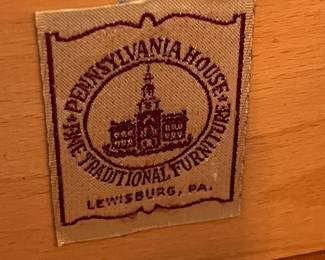 ★ PENNSYLVANIA HOUSE ★
FINE TRADITIONAL FURNITURE
LEWISBURG, PA.